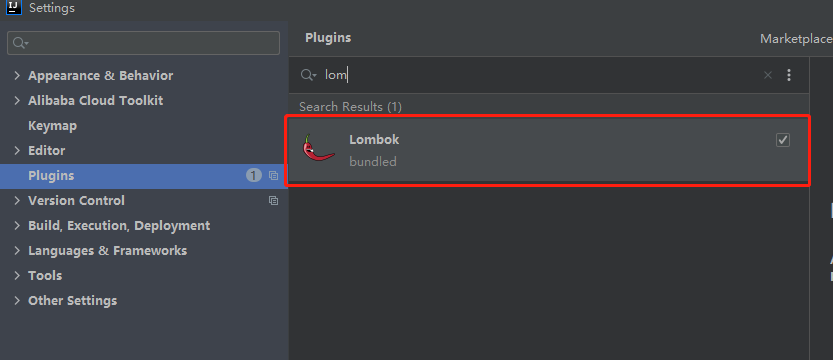 IJ
Settings
Appearance & Behavior
Alibaba Cloud Toolkit
Keymap
Editor
Plugins 1
Version Control
Build, Execution, Deployment
Languages & Frameworks
Tools
Other Settings
Plugins Marketplace
lom
Search Results (1)
Lombok
bundled